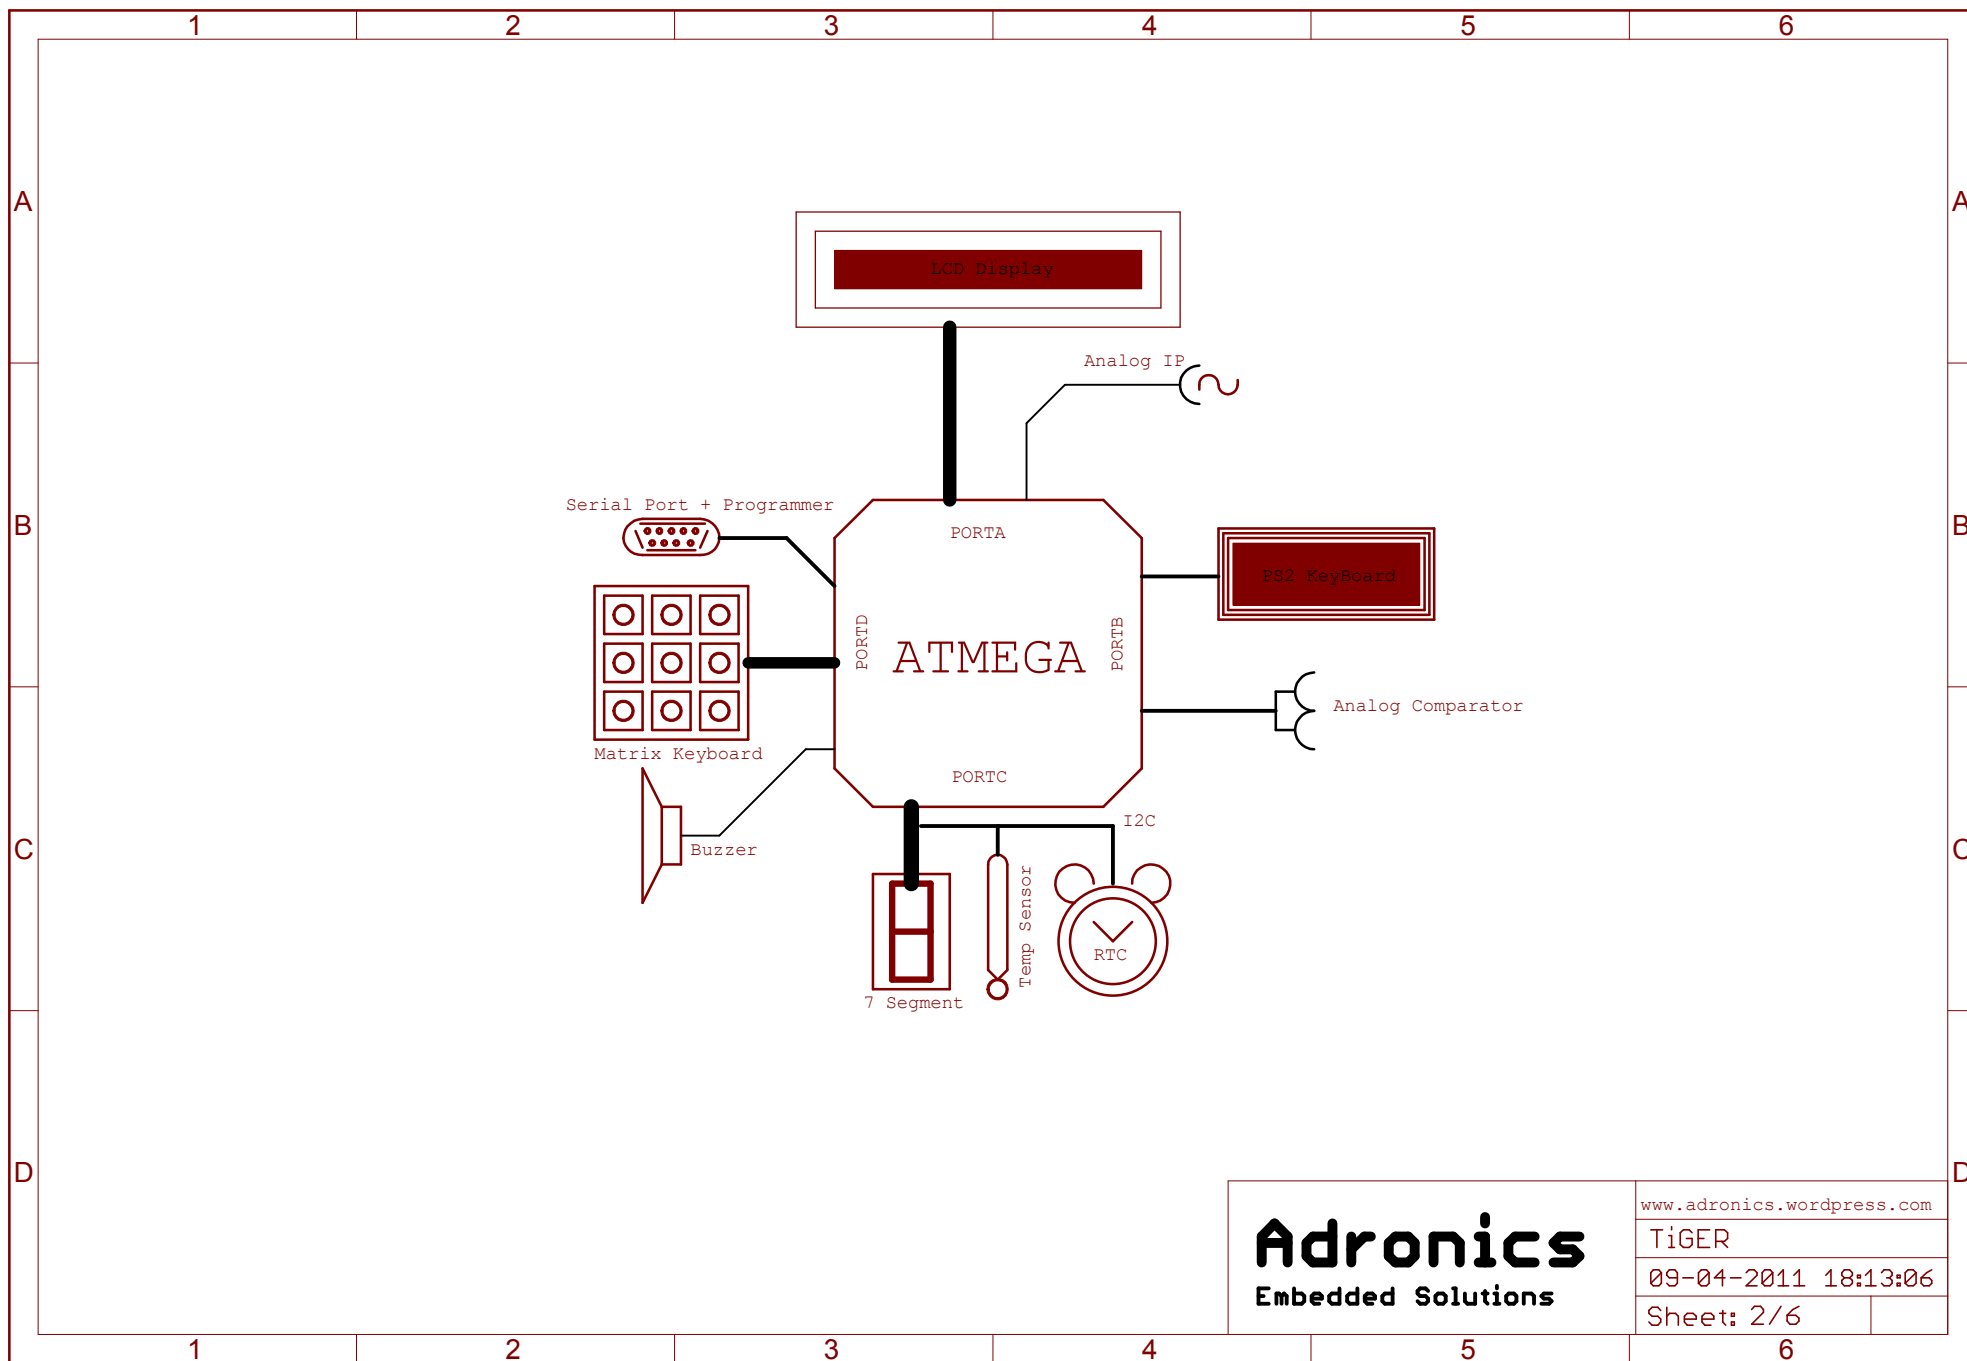 1 2 3 4 5 6
A A
LCD Display
Analog IP
Serial Port + Programmer
B B
PORTA
PS2 KeyBoard
PORTD
ATMEGA
PORTB
Analog Comparator
Matrix Keyboard
PORTC
I2C
C C
Buzzer
Temp Sensor
RTC
7 Segment
D D
Adronics
Embedded Solutions
www.adronics.wordpress.com
TiGER
09-04-2011 18:13:06
Sheet: 2/6
1 2 3 4 5 6